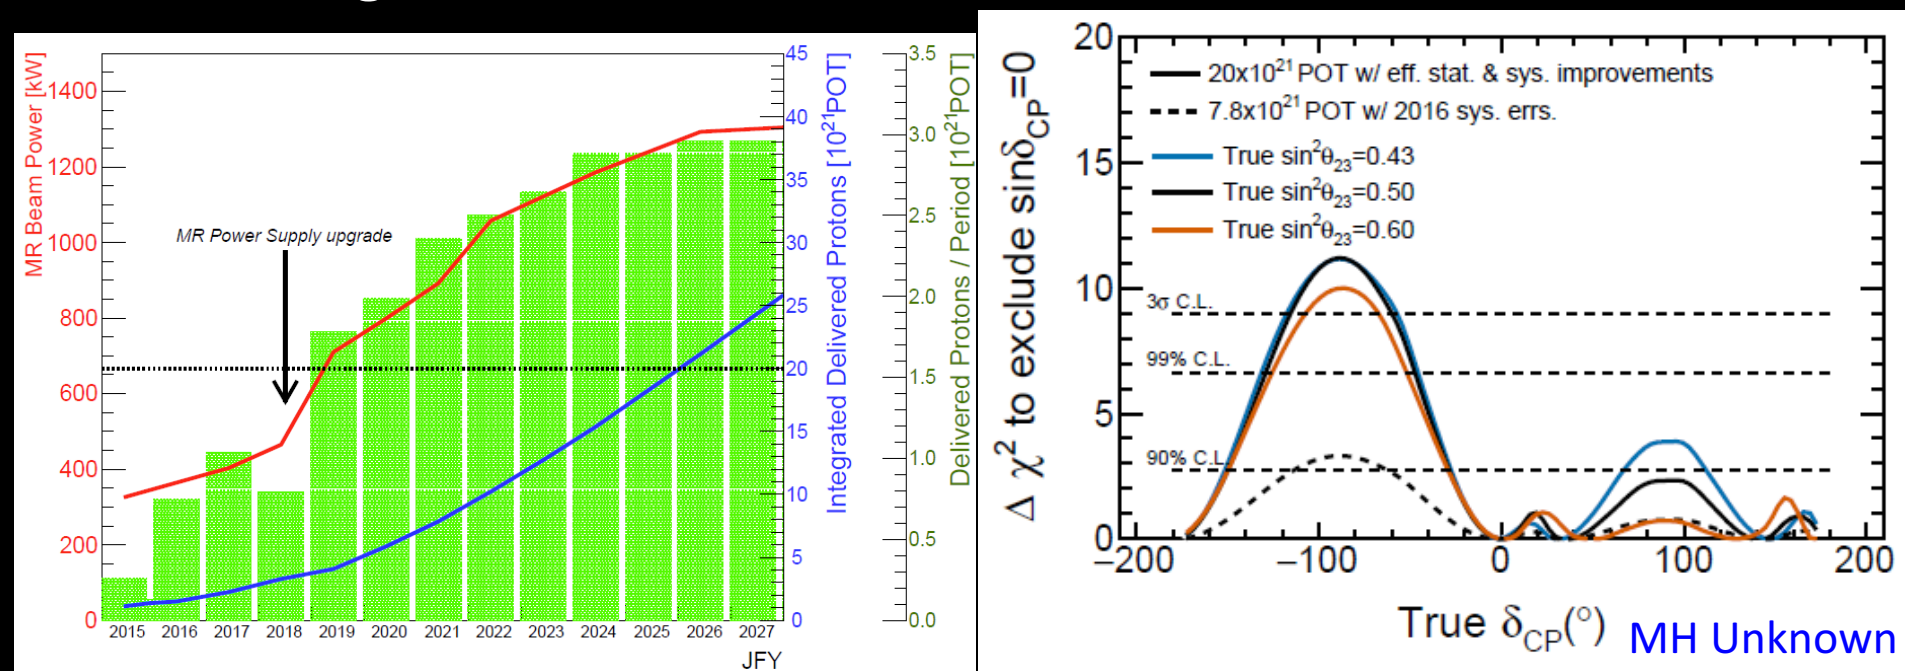 MR Beam Power [kW]
1400
1200
1000
800
600
400
200
0
MR Power Supply upgrade
2015 2016 2017 2018 2019 2020 2021 2022 2023 2024 2025 2026 2027
JFY
45
40
35
30
25
20
15
10
5
0
Integrated Delivered Protons [10²¹POT]
3.5
3.0
2.5
2.0
1.5
1.0
0.5
0.0
Delivered Protons / Period [10²¹POT]
Δ χ² to exclude sinδCP=0
20
15
10
5
0
20x10²¹ POT w/ eff. stat. & sys. improvements
7.8x10²¹ POT w/ 2016 sys. errs.
True sin²θ₂₃=0.43
True sin²θ₂₃=0.50
True sin²θ₂₃=0.60
3σ C.L.
99% C.L.
90% C.L.
−200 −100 0 100 200
True δCP(°)
MH Unknown